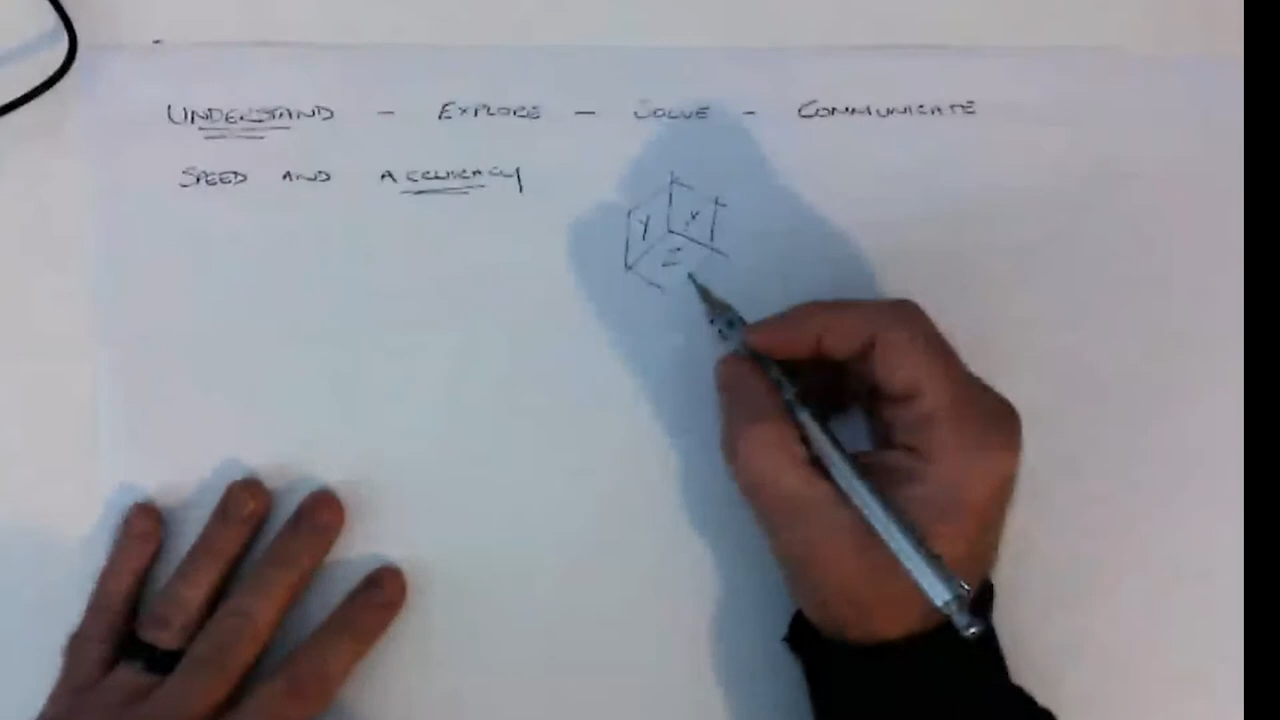 UNDERSTAND - EXPLORE - SOLVE - COMMUNICATE
SPEED AND ACCURACY
Y X
Z